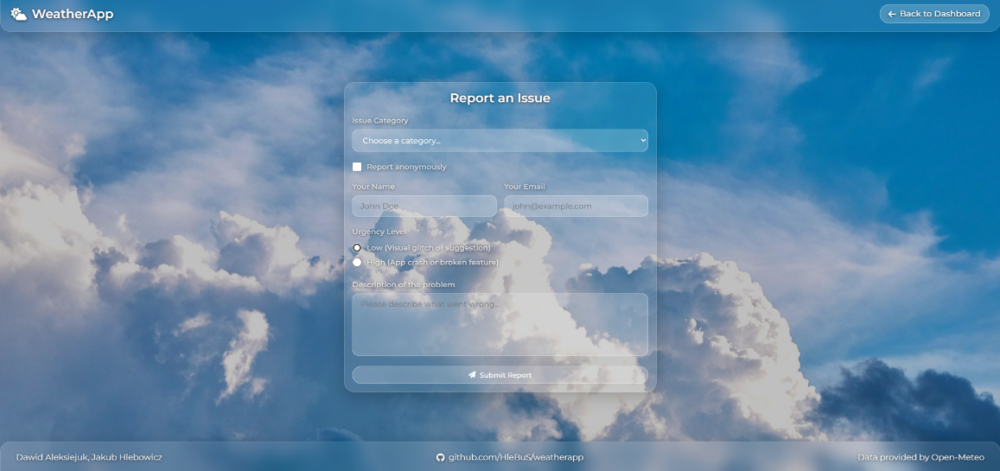 WeatherApp
Back to Dashboard
Report an Issue
Issue Category
Choose a category...
Report anonymously
Your Name
Your Email
John Doe
john@example.com
Urgency Level
Low (Visual glitch or suggestion)
High (App crash or broken feature)
Description of the problem
Please describe what went wrong...
Submit Report
Dawid Aleksiejuk, Jakub Hlebowicz
github.com/HleBuS/weatherapp
Data provided by Open-Meteo